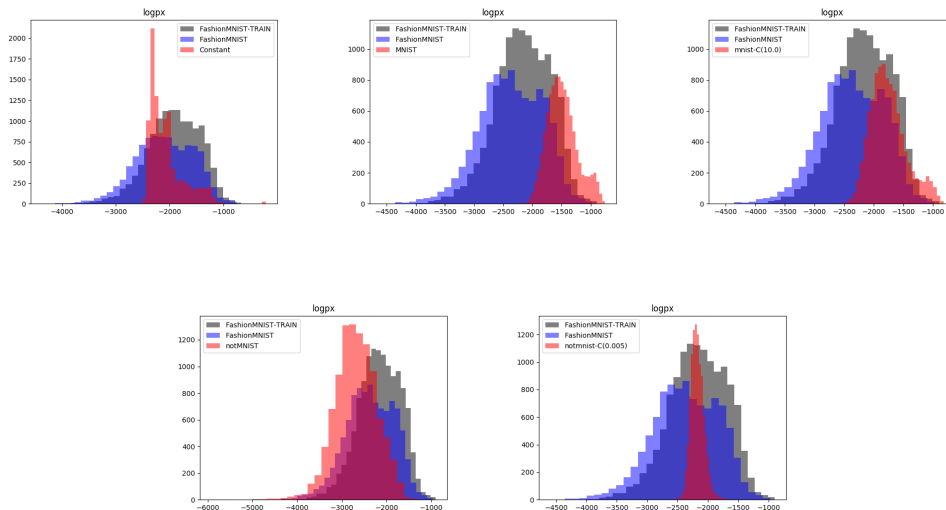 logpx
FashionMNIST-TRAIN
FashionMNIST
Constant
2000
1750
1500
1250
1000
750
500
250
0
−4000 −3000 −2000 −1000
logpx
FashionMNIST-TRAIN
FashionMNIST
MNIST
1000
800
600
400
200
0
−4500 −4000 −3500 −3000 −2500 −2000 −1500 −1000
logpx
FashionMNIST-TRAIN
FashionMNIST
mnist-C(10.0)
1000
800
600
400
200
0
−4500 −4000 −3500 −3000 −2500 −2000 −1500 −1000
logpx
FashionMNIST-TRAIN
FashionMNIST
notMNIST
1200
1000
800
600
400
200
0
−6000 −5000 −4000 −3000 −2000 −1000
logpx
FashionMNIST-TRAIN
FashionMNIST
notmnist-C(0.005)
1200
1000
800
600
400
200
0
−4500 −4000 −3500 −3000 −2500 −2000 −1500 −1000